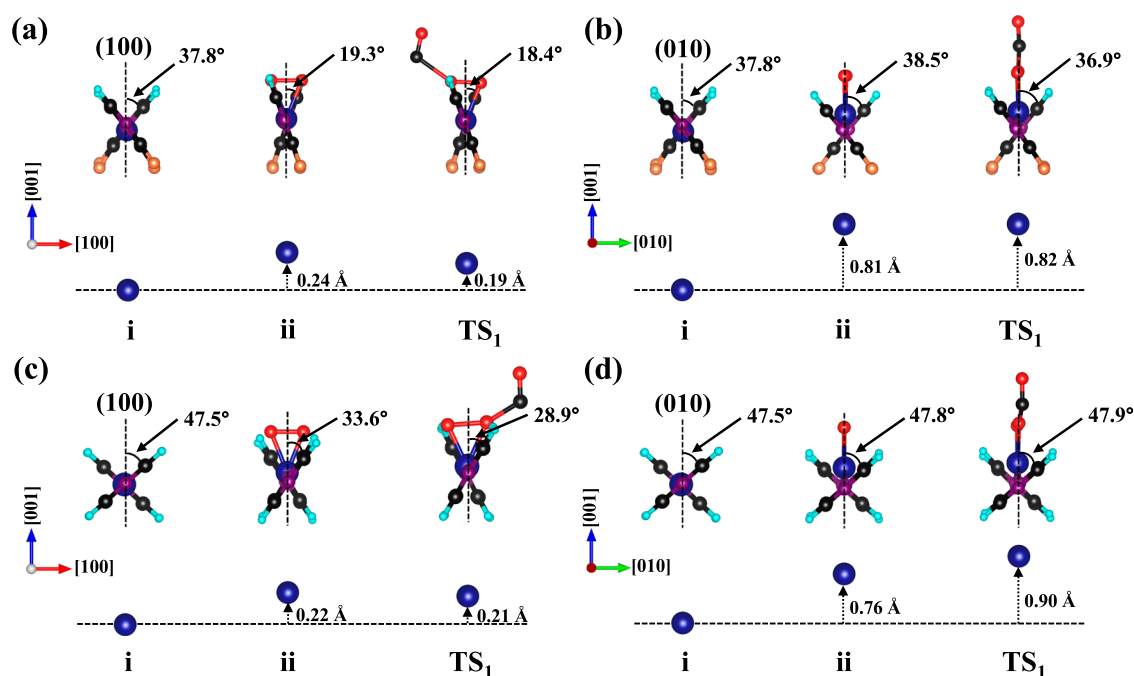 (a)
(100)
37.8°
19.3°
18.4°
[001]
[100]
0.24 Å
0.19 Å
i
ii
TS₁
(b)
(010)
37.8°
38.5°
36.9°
[001]
[010]
0.81 Å
0.82 Å
i
ii
TS₁
(c)
(100)
47.5°
33.6°
28.9°
[001]
[100]
0.22 Å
0.21 Å
i
ii
TS₁
(d)
(010)
47.5°
47.8°
47.9°
[001]
[010]
0.76 Å
0.90 Å
i
ii
TS₁